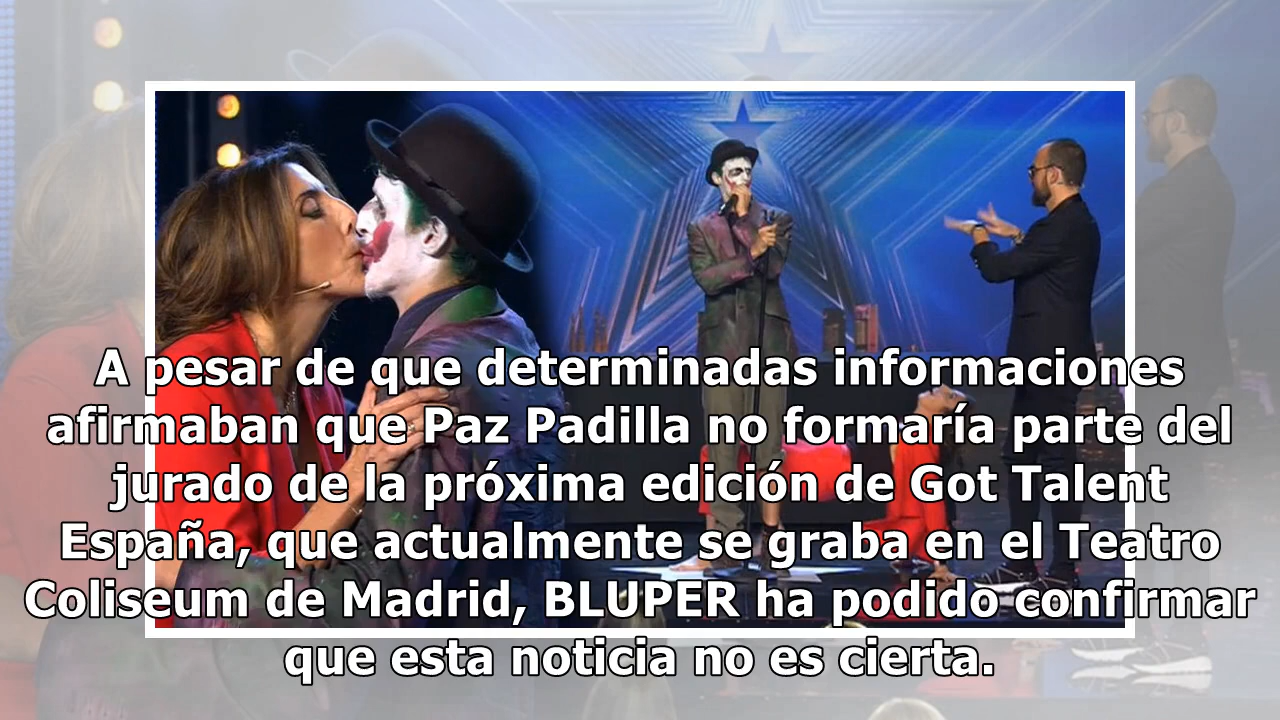 A pesar de que determinadas informaciones
afirmaban que Paz Padilla no formaría parte del
jurado de la próxima edición de Got Talent
España, que actualmente se graba en el Teatro
Coliseum de Madrid, BLUPER ha podido confirmar
que esta noticia no es cierta.